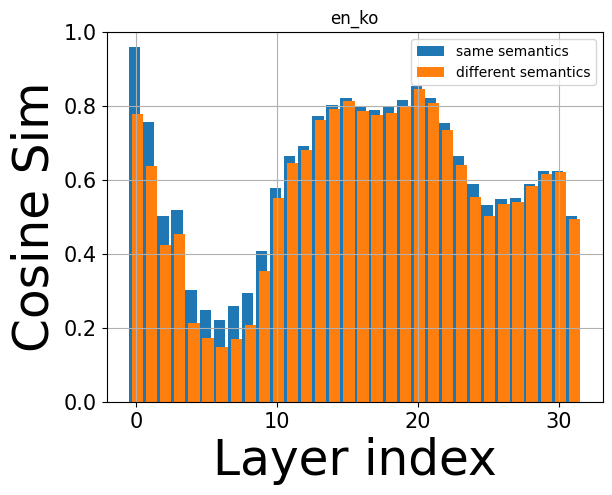 en_ko
same semantics
different semantics
Cosine Sim
1.0
0.8
0.6
0.4
0.2
0.0
0 10 20 30
Layer index